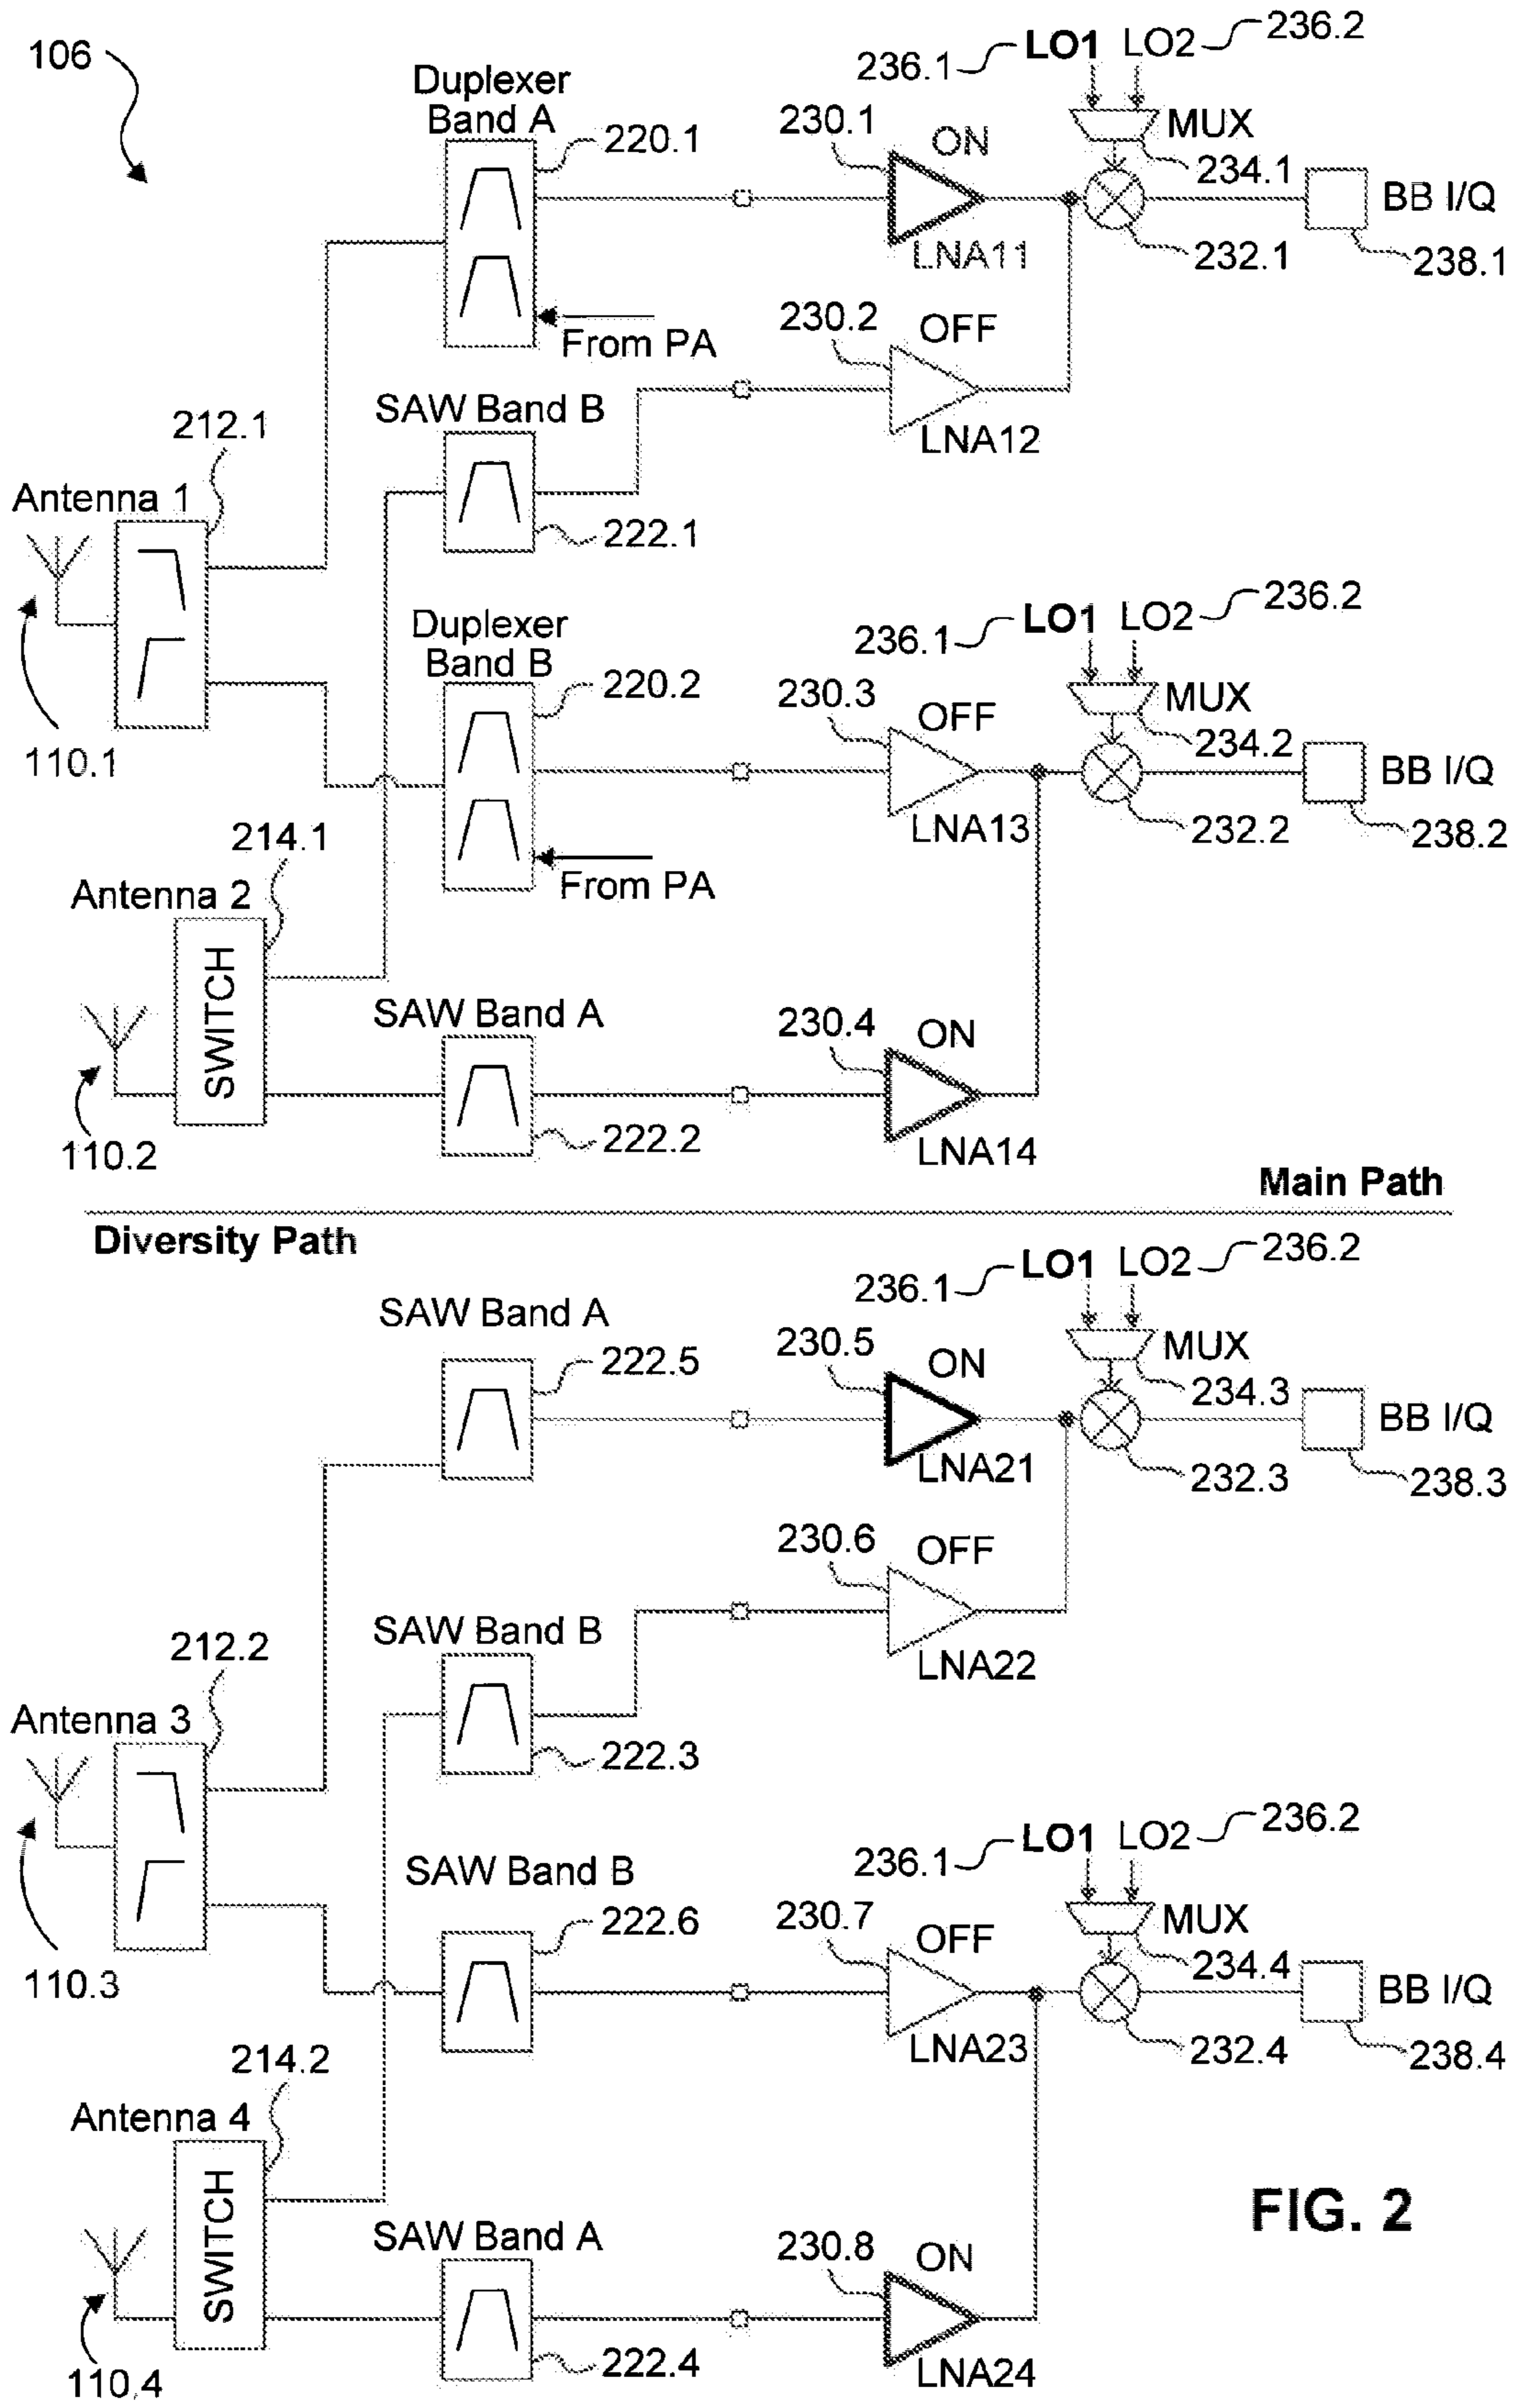 106
236.1 LO1 LO2 236.2
Duplexer
Band A
220.1
230.1
ON
MUX
234.1
BB I/Q
LNA11
232.1
238.1
From PA
230.2
OFF
SAW Band B
LNA12
212.1
Antenna 1
222.1
236.1 LO1 LO2 236.2
Duplexer
Band B
220.2
230.3
OFF
MUX
234.2
110.1
BB I/Q
LNA13
232.2
238.2
214.1
From PA
Antenna 2
SWITCH
SAW Band A
230.4
ON
110.2
222.2
LNA14
Main Path
Diversity Path
236.1 LO1 LO2 236.2
SAW Band A
222.5
230.5
ON
MUX
234.3
BB I/Q
LNA21
232.3
238.3
230.6
OFF
SAW Band B
212.2
LNA22
Antenna 3
222.3
236.1 LO1 LO2 236.2
SAW Band B
222.6
230.7
OFF
MUX
234.4
110.3
BB I/Q
LNA23
232.4
238.4
214.2
Antenna 4
SWITCH
FIG. 2
SAW Band A
230.8
ON
110.4
222.4
LNA24